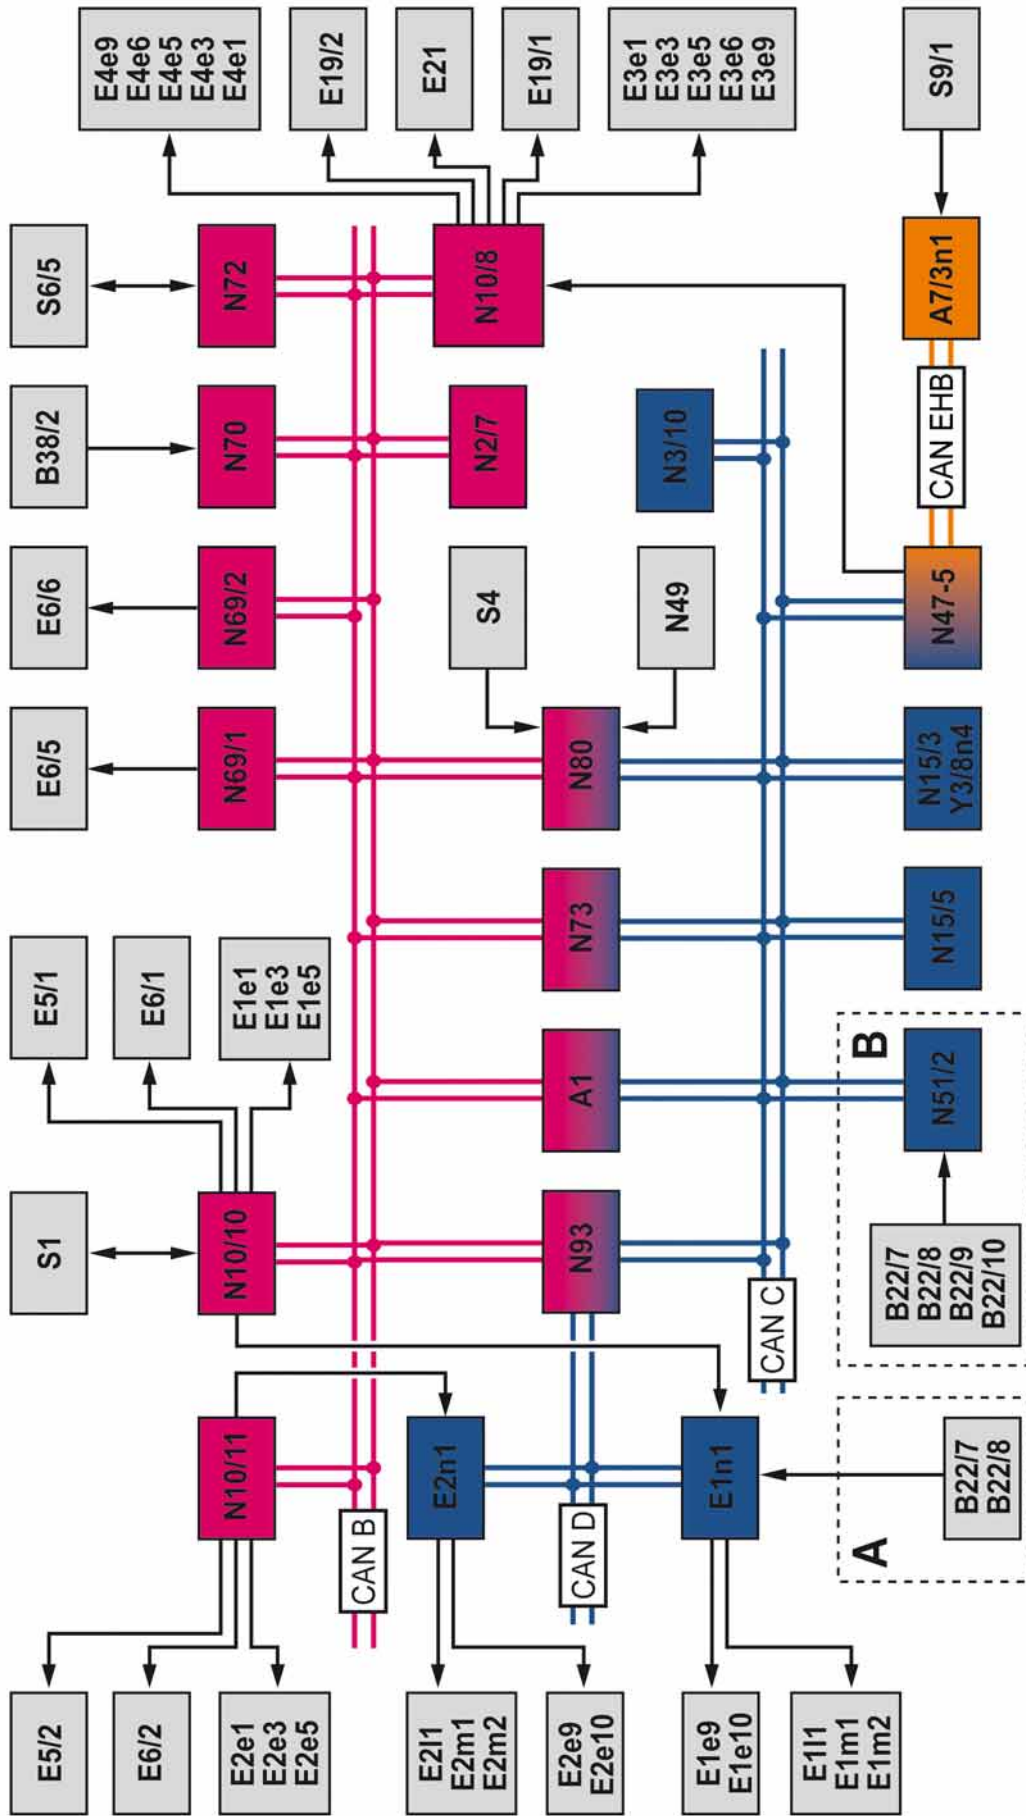 E5/2
S1
E5/1
E6/5
E6/6
B38/2
S6/5
E4e9
E4e6
E4e5
E4e3
E4e1
E6/2
E6/1
E2e1
E2e3
E2e5
N10/11
N10/10
E1e1
E1e3
E1e5
N69/1
N69/2
N70
N72
E19/2
CAN B
E21
E2l1
E2m1
E2m2
E2n1
S4
N2/7
N10/8
E19/1
E2e9
E2e10
CAN D
N93
A1
N73
N80
N49
N3/10
E3e1
E3e3
E3e5
E3e6
E3e9
E1e9
E1e10
E1n1
CAN C
E1l1
E1m1
E1m2
A
B22/7
B22/8
B
B22/7
B22/8
B22/9
B22/10
N51/2
N15/5
N15/3
Y3/8n4
N47-5
CAN EHB
A7/3n1
S9/1